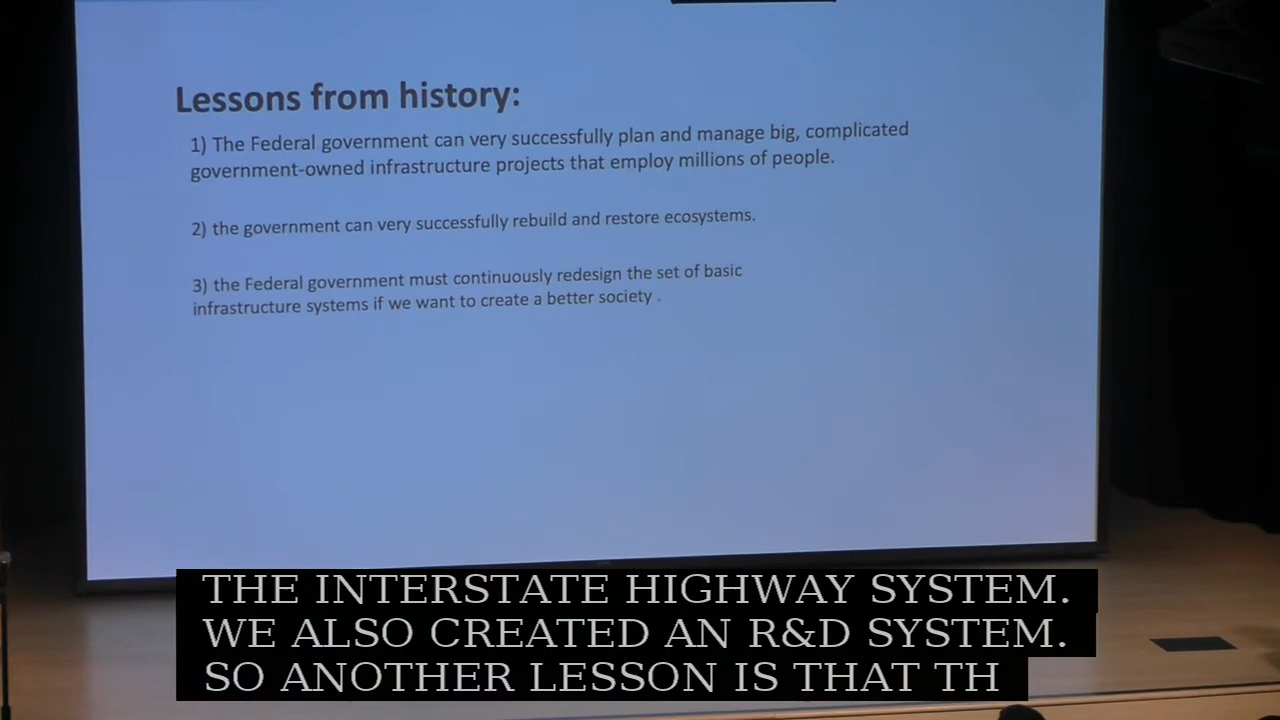 Lessons from history:
1) The Federal government can very successfully plan and manage big, complicated
government-owned infrastructure projects that employ millions of people.
2) the government can very successfully rebuild and restore ecosystems.
3) the Federal government must continuously redesign the set of basic
infrastructure systems if we want to create a better society .
THE INTERSTATE HIGHWAY SYSTEM.
WE ALSO CREATED AN R&D SYSTEM.
SO ANOTHER LESSON IS THAT TH